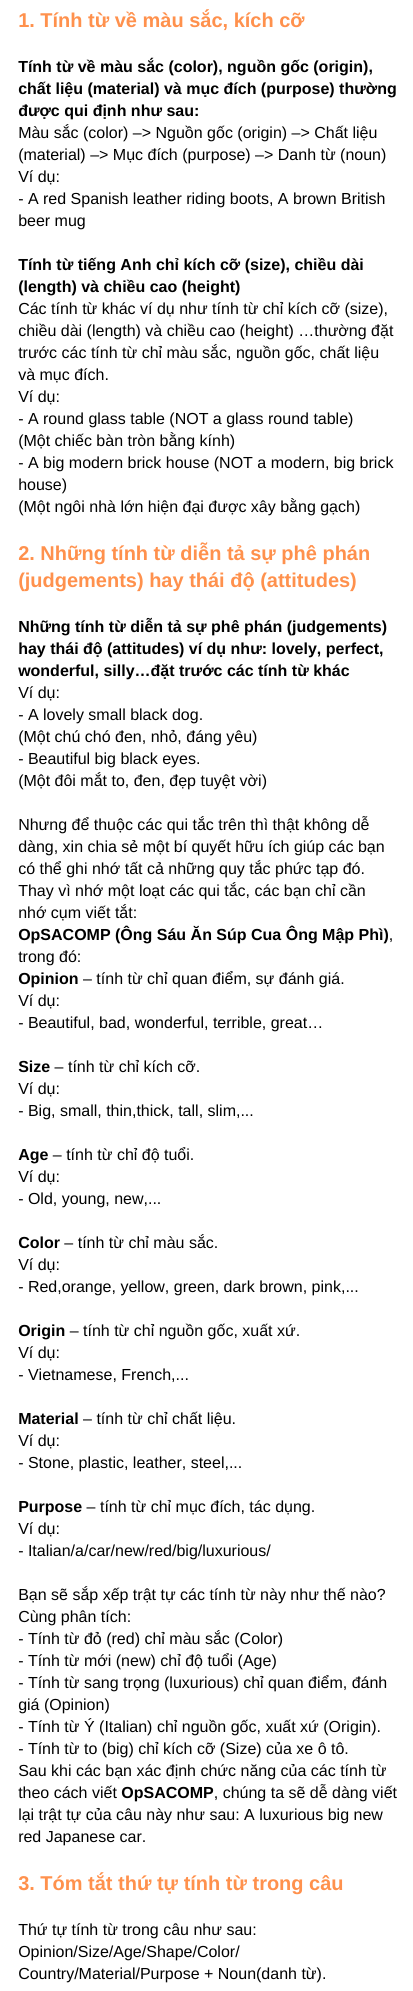 1. Tính từ về màu sắc, kích cỡ
Tính từ về màu sắc (color), nguồn gốc (origin),
chất liệu (material) và mục đích (purpose) thường
được qui định như sau:
Màu sắc (color) –> Nguồn gốc (origin) –> Chất liệu
(material) –> Mục đích (purpose) –> Danh từ (noun)
Ví dụ:
- A red Spanish leather riding boots, A brown British
beer mug
Tính từ tiếng Anh chỉ kích cỡ (size), chiều dài
(length) và chiều cao (height)
Các tính từ khác ví dụ như tính từ chỉ kích cỡ (size),
chiều dài (length) và chiều cao (height) …thường đặt
trước các tính từ chỉ màu sắc, nguồn gốc, chất liệu
và mục đích.
Ví dụ:
- A round glass table (NOT a glass round table)
(Một chiếc bàn tròn bằng kính)
- A big modern brick house (NOT a modern, big brick
house)
(Một ngôi nhà lớn hiện đại được xây bằng gạch)
2. Những tính từ diễn tả sự phê phán
(judgements) hay thái độ (attitudes)
Những tính từ diễn tả sự phê phán (judgements)
hay thái độ (attitudes) ví dụ như: lovely, perfect,
wonderful, silly…đặt trước các tính từ khác
Ví dụ:
- A lovely small black dog.
(Một chú chó đen, nhỏ, đáng yêu)
- Beautiful big black eyes.
(Một đôi mắt to, đen, đẹp tuyệt vời)
Nhưng để thuộc các qui tắc trên thì thật không dễ
dàng, xin chia sẻ một bí quyết hữu ích giúp các bạn
có thể ghi nhớ tất cả những quy tắc phức tạp đó.
Thay vì nhớ một loạt các qui tắc, các bạn chỉ cần
nhớ cụm viết tắt:
OpSACOMP (Ông Sáu Ăn Súp Cua Ông Mập Phì),
trong đó:
Opinion – tính từ chỉ quan điểm, sự đánh giá.
Ví dụ:
- Beautiful, bad, wonderful, terrible, great…
Size – tính từ chỉ kích cỡ.
Ví dụ:
- Big, small, thin,thick, tall, slim,...
Age – tính từ chỉ độ tuổi.
Ví dụ:
- Old, young, new,...
Color – tính từ chỉ màu sắc.
Ví dụ:
- Red,orange, yellow, green, dark brown, pink,...
Origin – tính từ chỉ nguồn gốc, xuất xứ.
Ví dụ:
- Vietnamese, French,...
Material – tính từ chỉ chất liệu.
Ví dụ:
- Stone, plastic, leather, steel,...
Purpose – tính từ chỉ mục đích, tác dụng.
Ví dụ:
- Italian/a/car/new/red/big/luxurious/
Bạn sẽ sắp xếp trật tự các tính từ này như thế nào?
Cùng phân tích:
- Tính từ đỏ (red) chỉ màu sắc (Color)
- Tính từ mới (new) chỉ độ tuổi (Age)
- Tính từ sang trọng (luxurious) chỉ quan điểm, đánh
giá (Opinion)
- Tính từ Ý (Italian) chỉ nguồn gốc, xuất xứ (Origin).
- Tính từ to (big) chỉ kích cỡ (Size) của xe ô tô.
Sau khi các bạn xác định chức năng của các tính từ
theo cách viết OpSACOMP, chúng ta sẽ dễ dàng viết
lại trật tự của câu này như sau: A luxurious big new
red Japanese car.
3. Tóm tắt thứ tự tính từ trong câu
Thứ tự tính từ trong câu như sau:
Opinion/Size/Age/Shape/Color/
Country/Material/Purpose + Noun(danh từ).